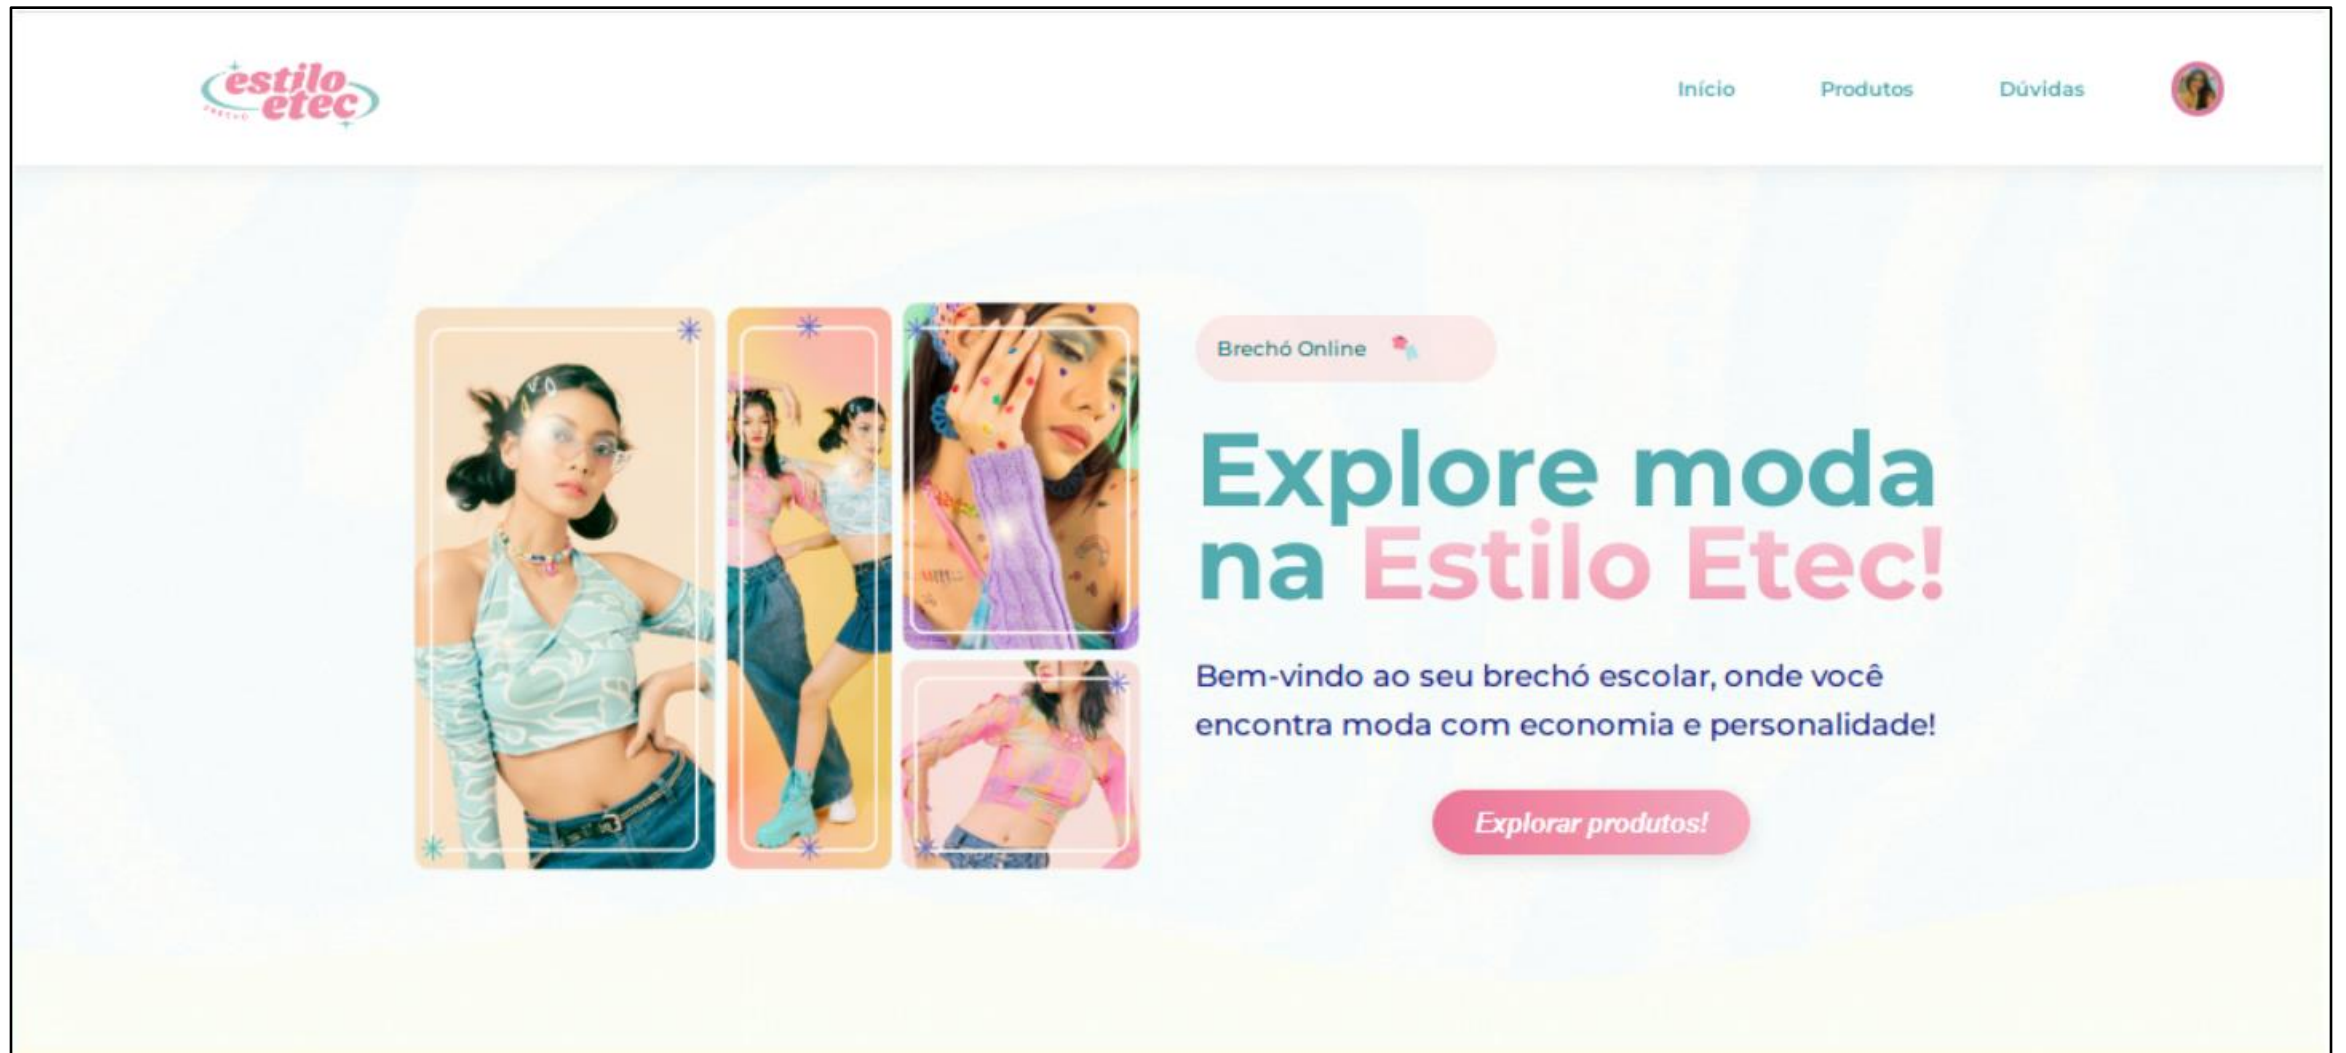 estilo
etec
BRECHÓ
Início
Produtos
Dúvidas
Brechó Online
Explore moda
na Estilo Etec!
Bem-vindo ao seu brechó escolar, onde você
encontra moda com economia e personalidade!
Explorar produtos!